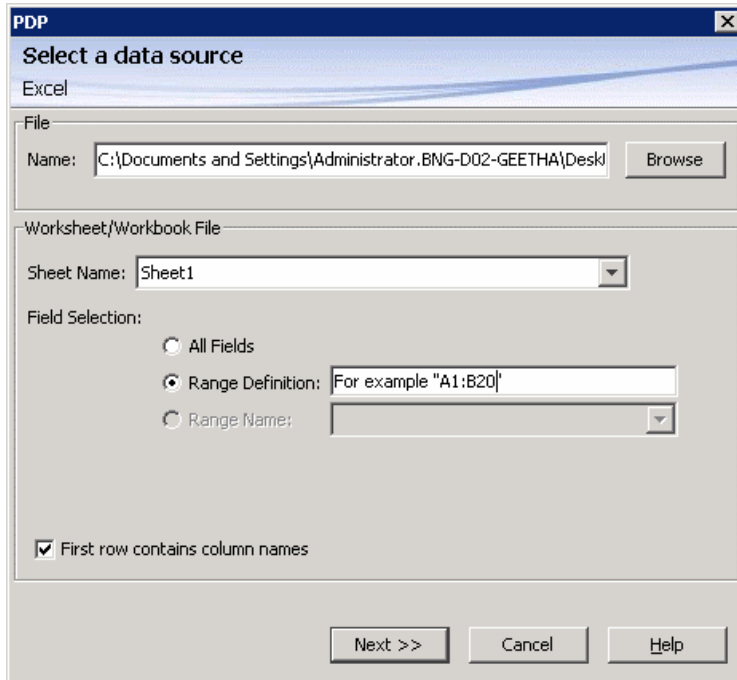 PDP
Select a data source
Excel
File
Name: C:\Documents and Settings\Administrator.BNG-D02-GEETHA\Desk Browse
Worksheet/Workbook File
Sheet Name: Sheet1
Field Selection:
All Fields
Range Definition: For example "A1:B20"
Range Name:
First row contains column names
Next >> Cancel Help